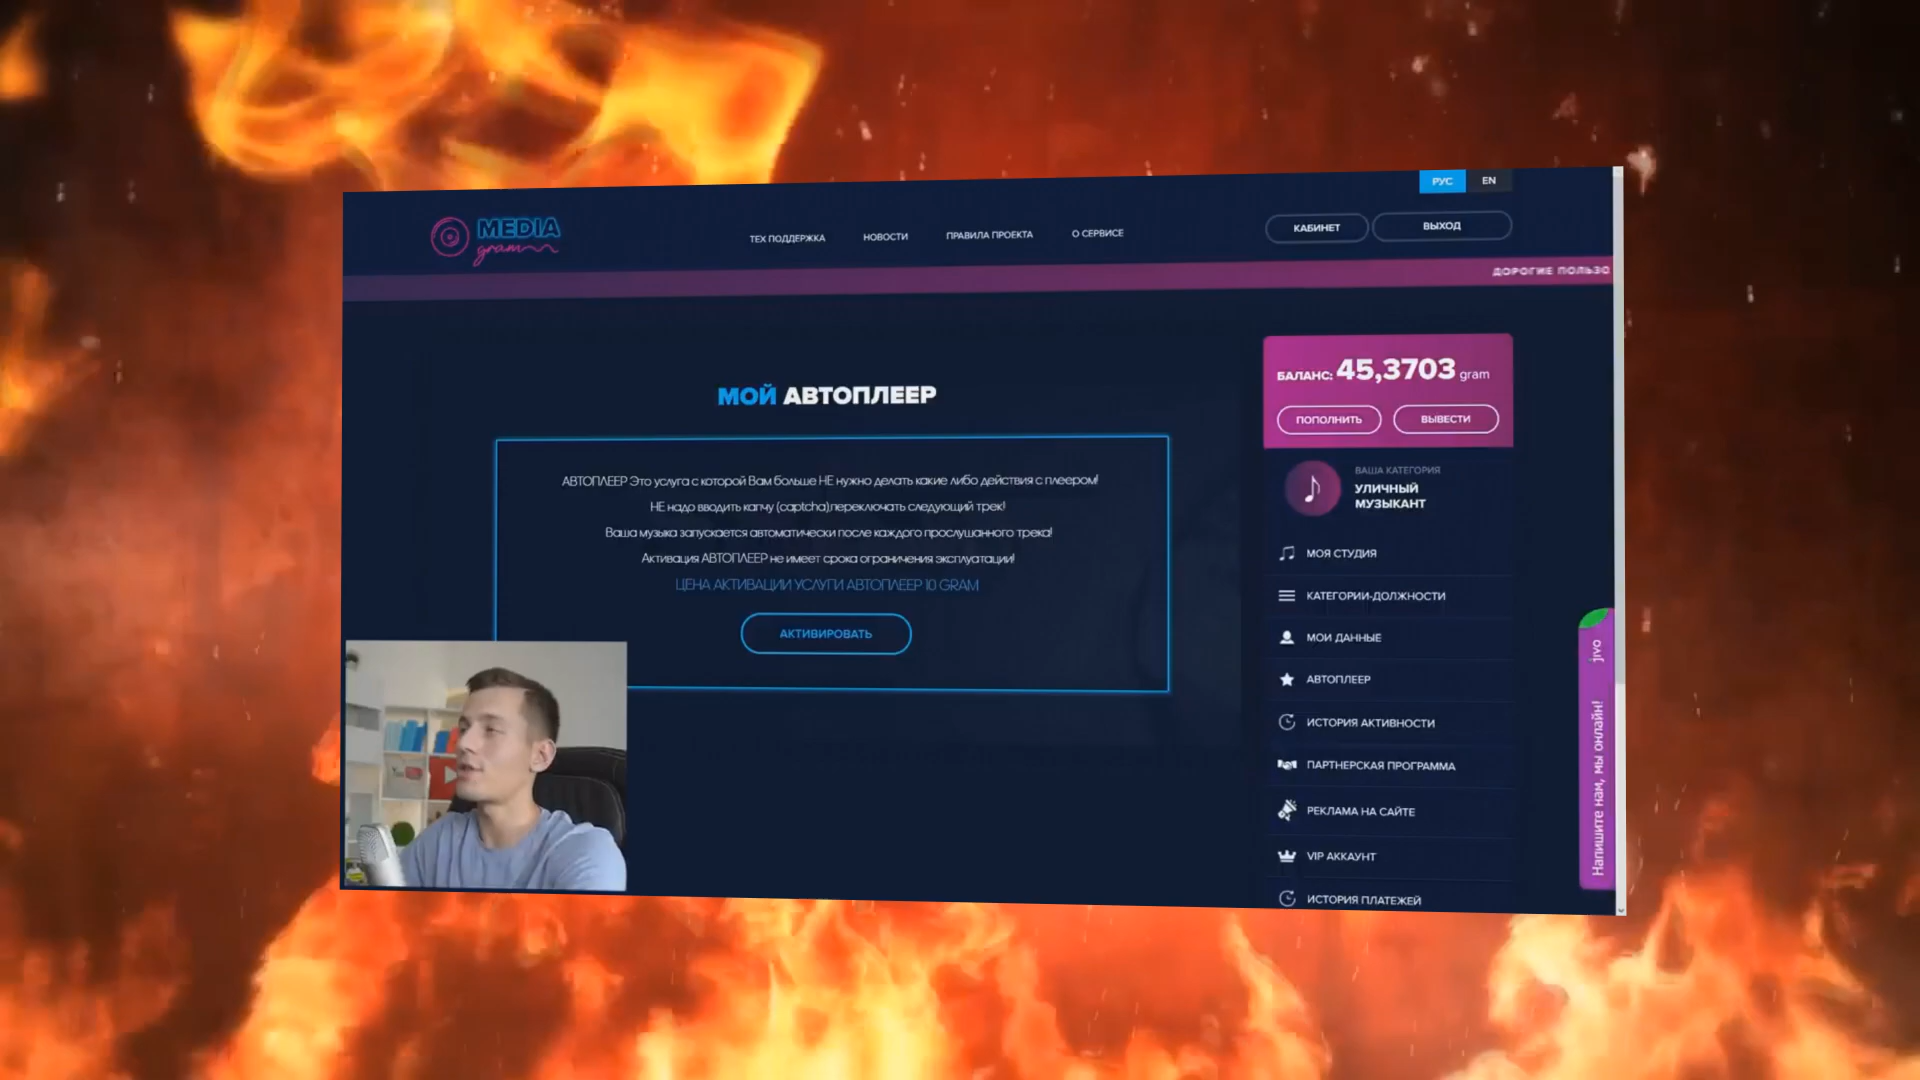 РУС EN
MEDIA
gram
ТЕХ ПОДДЕРЖКА НОВОСТИ ПРАВИЛА ПРОЕКТА О СЕРВИСЕ
КАБИНЕТ ВЫХОД
ДОРОГИЕ ПОЛЬЗО
МОЙ АВТОПЛЕЕР
АВТОПЛЕЕР Это услуга с которой Вам больше НЕ нужно делать какие либо действия с плеером!
НЕ надо вводить капчу (captcha),переключать следующий трек!
Ваша музыка запускается автоматически после каждого прослушанного трека!
Активация АВТОПЛЕЕР не имеет срока ограничения эксплуатации!
ЦЕНА АКТИВАЦИИ УСЛУГИ АВТОПЛЕЕР 10 GRAM
АКТИВИРОВАТЬ
БАЛАНС: 45,3703 gram
ПОПОЛНИТЬ ВЫВЕСТИ
ВАША КАТЕГОРИЯ
УЛИЧНЫЙ
МУЗЫКАНТ
МОЯ СТУДИЯ
КАТЕГОРИИ-ДОЛЖНОСТИ
МОИ ДАННЫЕ
АВТОПЛЕЕР
ИСТОРИЯ АКТИВНОСТИ
ПАРТНЕРСКАЯ ПРОГРАММА
РЕКЛАМА НА САЙТЕ
VIP АККАУНТ
ИСТОРИЯ ПЛАТЕЖЕЙ
Напишите нам, мы онлайн!
jivo